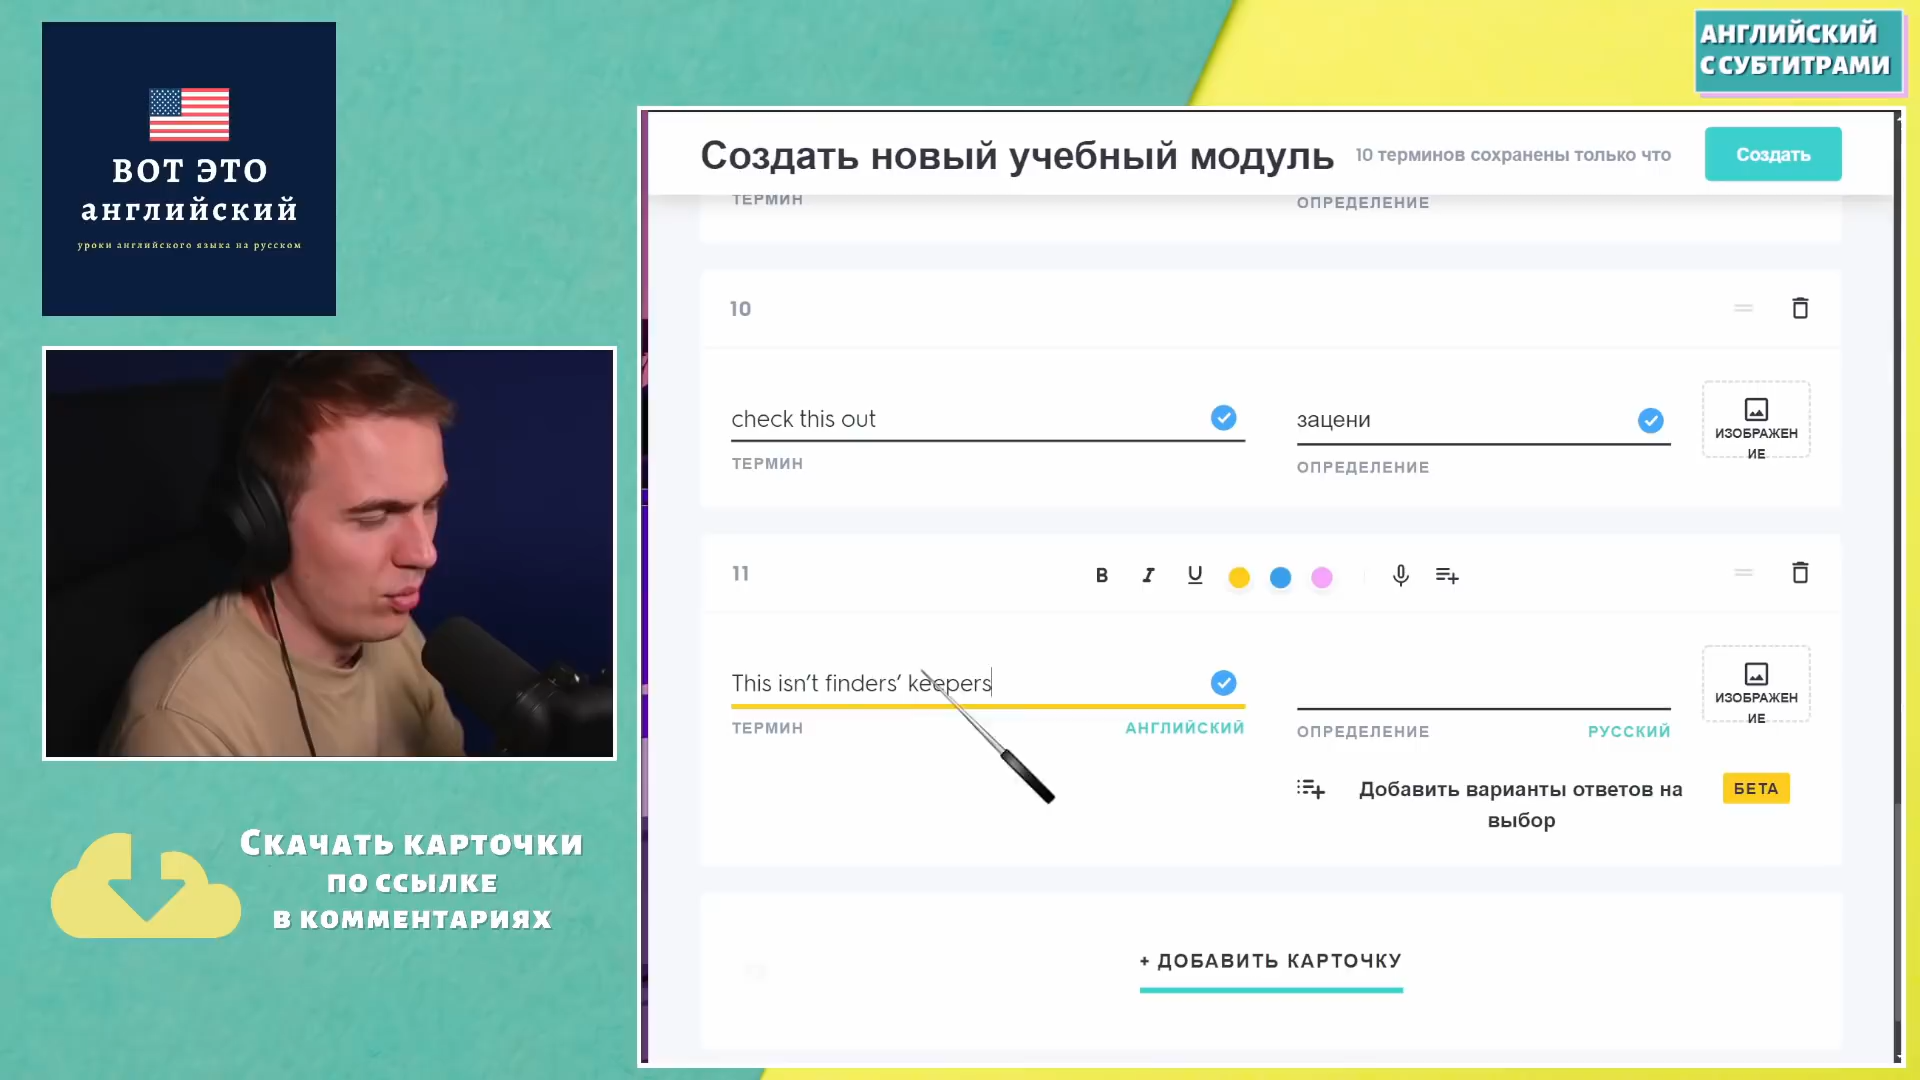 ВОТ ЭТО
английский
уроки английского языка на русском
АНГЛИЙСКИЙ
С СУБТИТРАМИ
Создать новый учебный модуль
10 терминов сохранены только что
Создать
ТЕРМИН
ОПРЕДЕЛЕНИЕ
10
check this out
зацени
ТЕРМИН
ОПРЕДЕЛЕНИЕ
ИЗОБРАЖЕН
ИЕ
11
B I U
This isn’t finders’ keepers
ТЕРМИН
АНГЛИЙСКИЙ
ОПРЕДЕЛЕНИЕ
РУССКИЙ
ИЗОБРАЖЕН
ИЕ
Добавить варианты ответов на
выбор
БЕТА
+ ДОБАВИТЬ КАРТОЧКУ
Скачать карточки
по ссылке
в комментариях